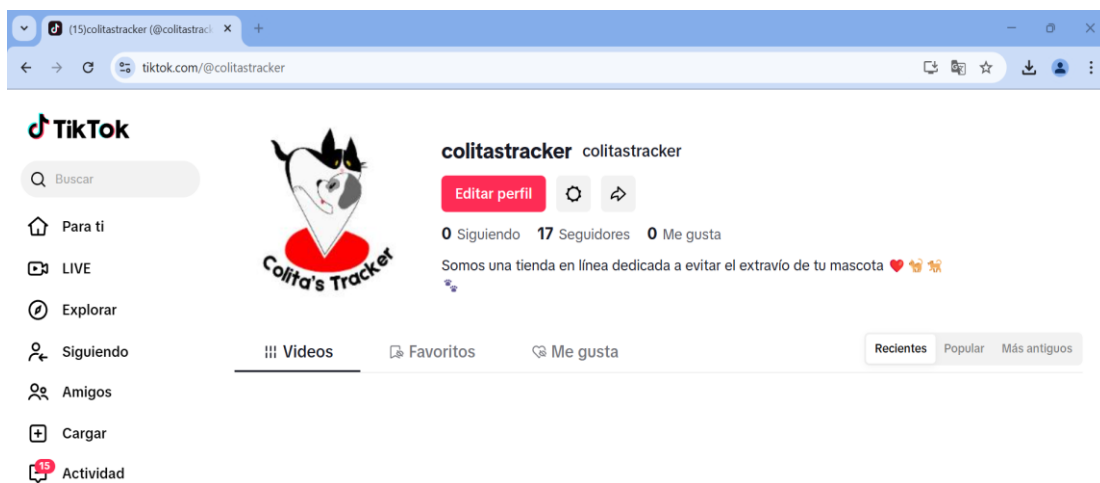 (15)colitastracker (@colitastrack
tiktok.com/@colitastracker
TikTok
Buscar
Para ti
LIVE
Explorar
Siguiendo
Amigos
Cargar
15
Actividad
Colita's Tracker
colitastracker colitastracker
Editar perfil
0 Siguiendo 17 Seguidores 0 Me gusta
Somos una tienda en línea dedicada a evitar el extravío de tu mascota ❤️ 🐈 🐕
🐾
Videos Favoritos Me gusta
Recientes Popular Más antiguos